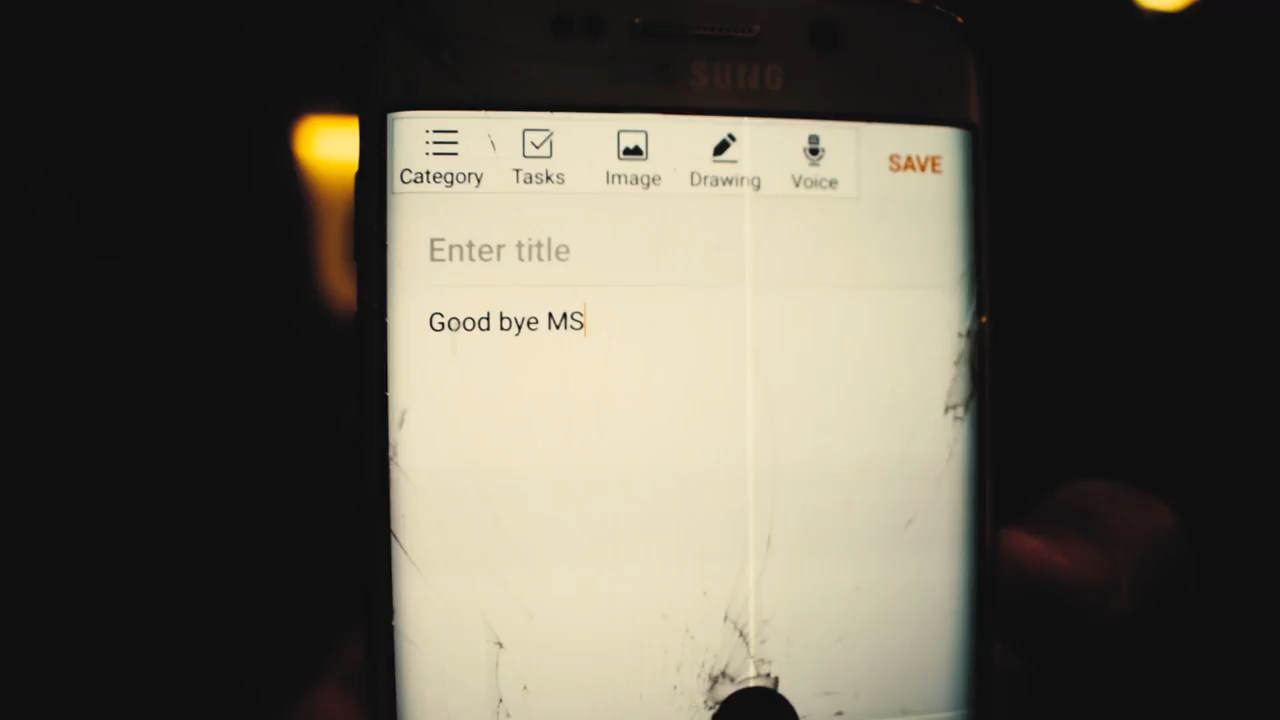 SUNG
Category Tasks Image Drawing Voice SAVE
Enter title
Good bye MS